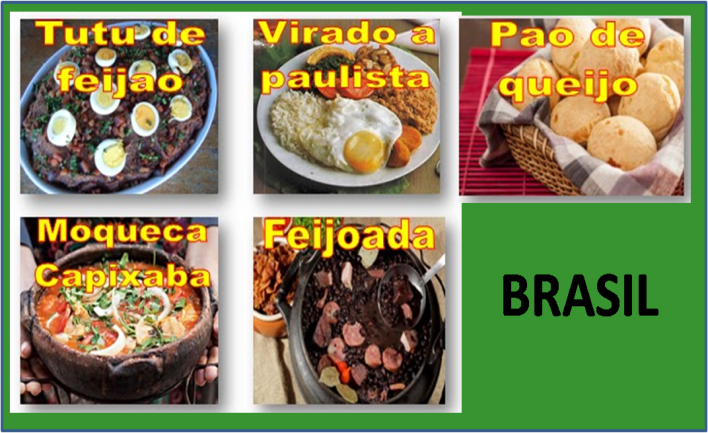 Tutu de
feijao
Virado a
paulista
Pao de
queijo
Moqueca
Capixaba
Feijoada
BRASIL